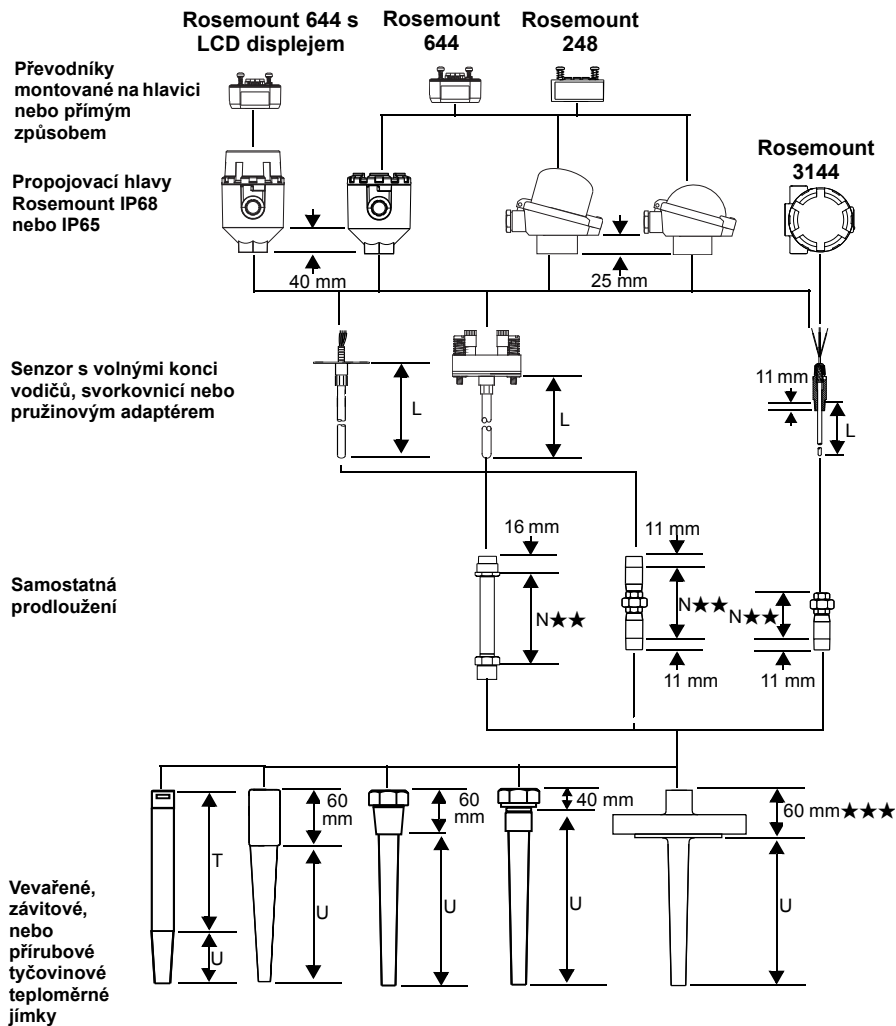 Rosemount 644 s
LCD displejem
Rosemount
644
Rosemount
248
Převodníky
montované na hlavici
nebo přímým
způsobem
Rosemount
3144
Propojovací hlavy
Rosemount IP68
nebo IP65
40 mm
25 mm
Senzor s volnými konci
vodičů, svorkovnicí nebo
pružinovým adaptérem
L
L
11 mm
L
16 mm
11 mm
Samostatná
prodloužení
N★★
N★★
N★★
11 mm
11 mm
60
mm
60
mm
40 mm
60 mm★★★
T
U
U
U
U
U
Vevařené,
závitové,
nebo
přírubové
tyčovinové
teploměrné
jímky